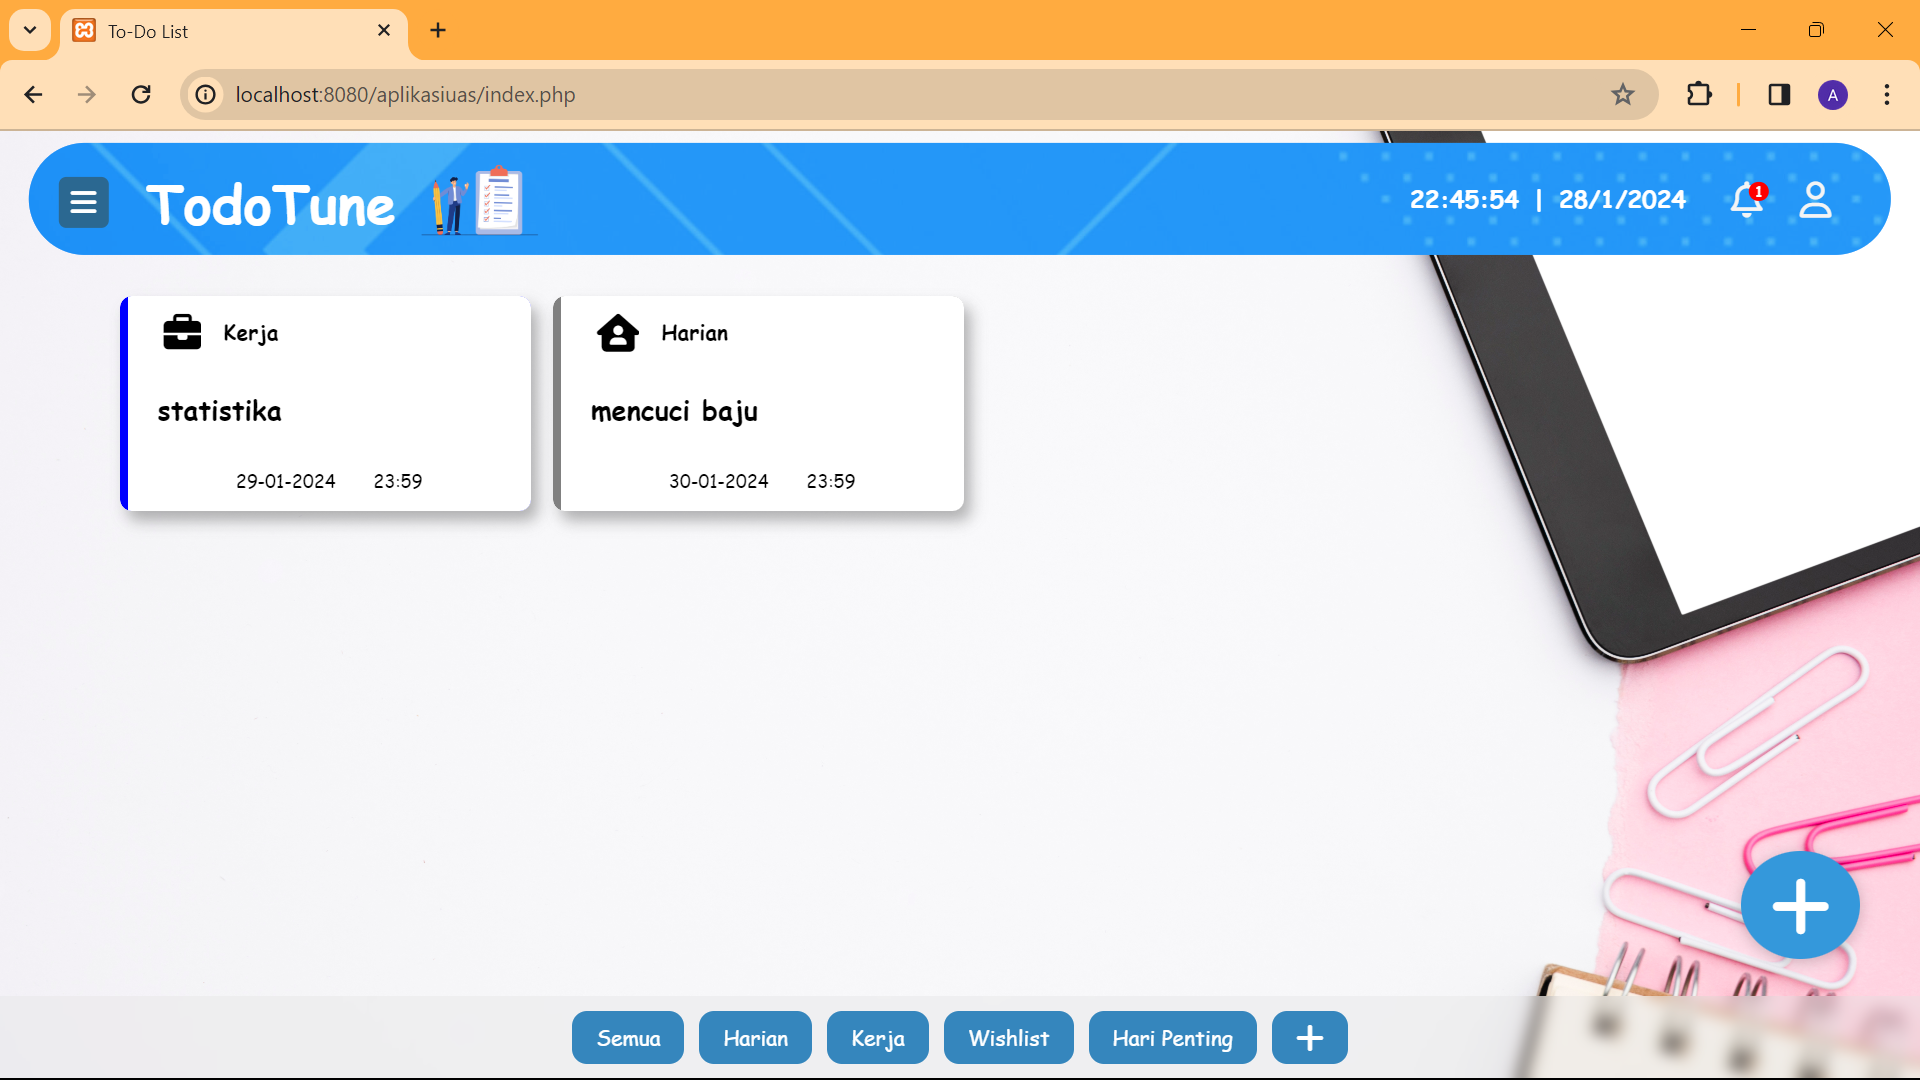 To-Do List
localhost:8080/aplikasiuas/index.php
A
TodoTune
22:45:54 | 28/1/2024
1
Kerja
statistika
29-01-2024 23:59
Harian
mencuci baju
30-01-2024 23:59
Semua
Harian
Kerja
Wishlist
Hari Penting